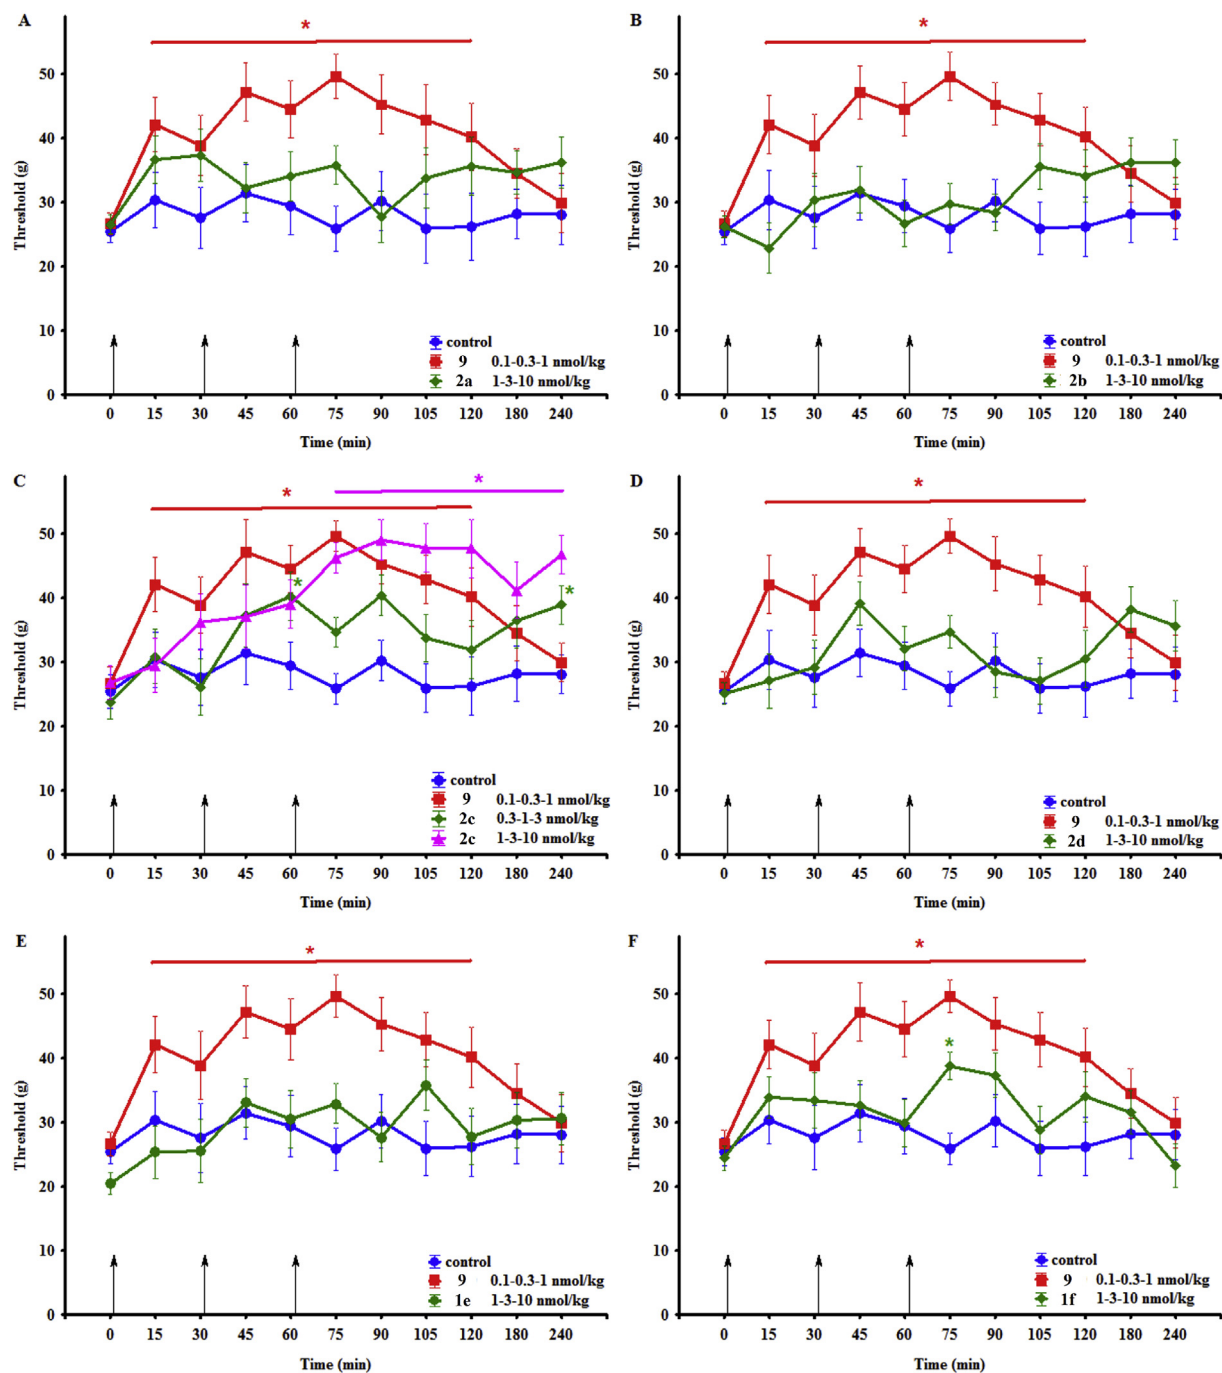 A
*
Threshold (g)
50
40
30
20
10
0
control
9 0.1-0.3-1 nmol/kg
2a 1-3-10 nmol/kg
0 15 30 45 60 75 90 105 120 180 240
Time (min)
B
*
Threshold (g)
50
40
30
20
10
0
control
9 0.1-0.3-1 nmol/kg
2b 1-3-10 nmol/kg
0 15 30 45 60 75 90 105 120 180 240
Time (min)
C
*
*
*
*
Threshold (g)
50
40
30
20
10
0
control
9 0.1-0.3-1 nmol/kg
2c 0.3-1-3 nmol/kg
2c 1-3-10 nmol/kg
0 15 30 45 60 75 90 105 120 180 240
Time (min)
D
*
Threshold (g)
50
40
30
20
10
0
control
9 0.1-0.3-1 nmol/kg
2d 1-3-10 nmol/kg
0 15 30 45 60 75 90 105 120 180 240
Time (min)
E
*
Threshold (g)
50
40
30
20
10
0
control
9 0.1-0.3-1 nmol/kg
1e 1-3-10 nmol/kg
0 15 30 45 60 75 90 105 120 180 240
Time (min)
F
*
*
Threshold (g)
50
40
30
20
10
0
control
9 0.1-0.3-1 nmol/kg
1f 1-3-10 nmol/kg
0 15 30 45 60 75 90 105 120 180 240
Time (min)